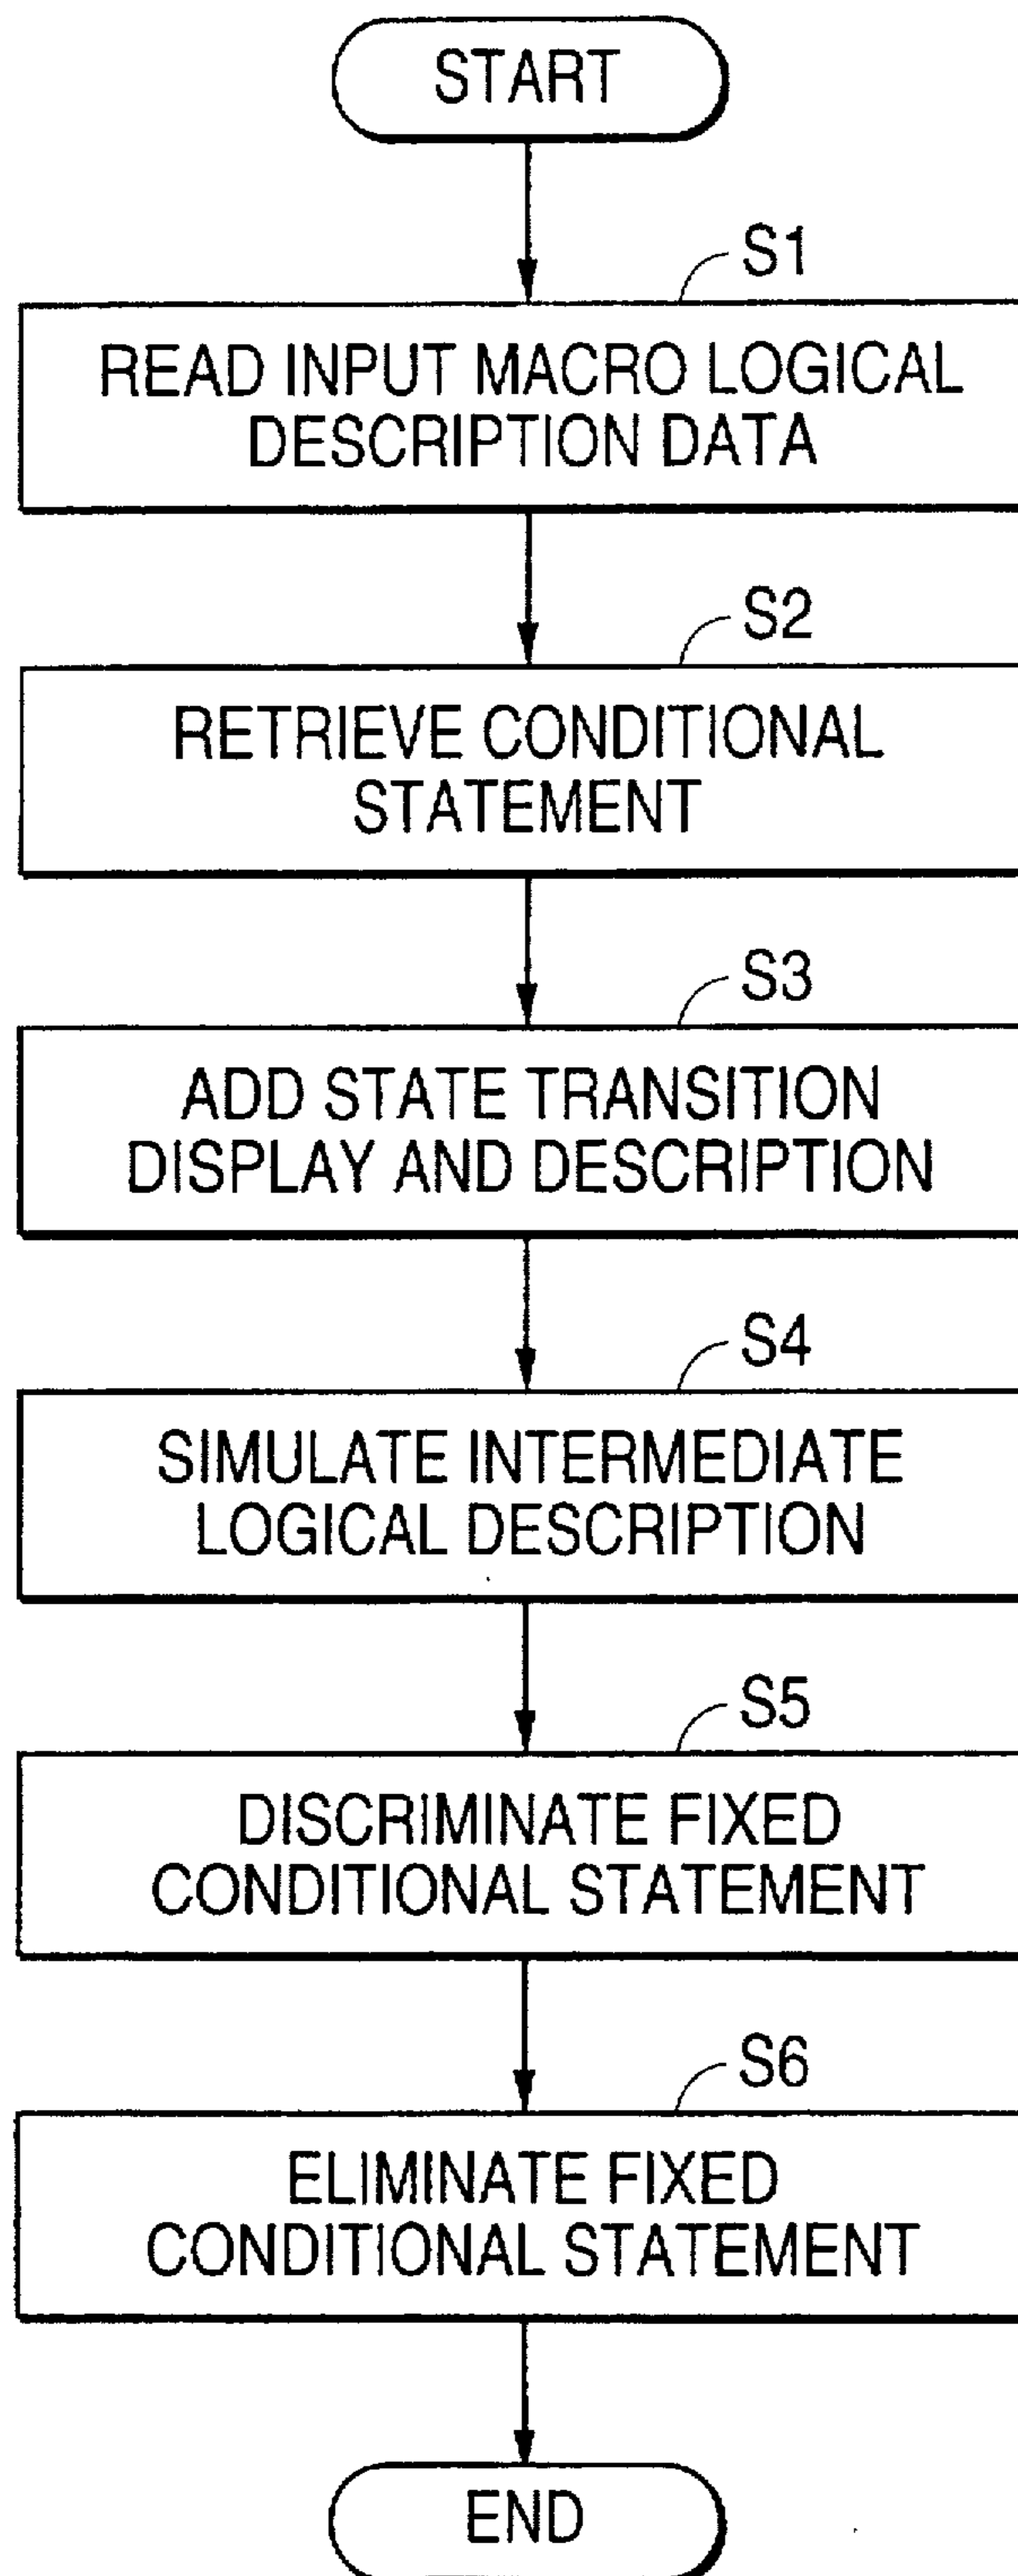 START
S1
READ INPUT MACRO LOGICAL
DESCRIPTION DATA
S2
RETRIEVE CONDITIONAL
STATEMENT
S3
ADD STATE TRANSITION
DISPLAY AND DESCRIPTION
S4
SIMULATE INTERMEDIATE
LOGICAL DESCRIPTION
S5
DISCRIMINATE FIXED
CONDITIONAL STATEMENT
S6
ELIMINATE FIXED
CONDITIONAL STATEMENT
END